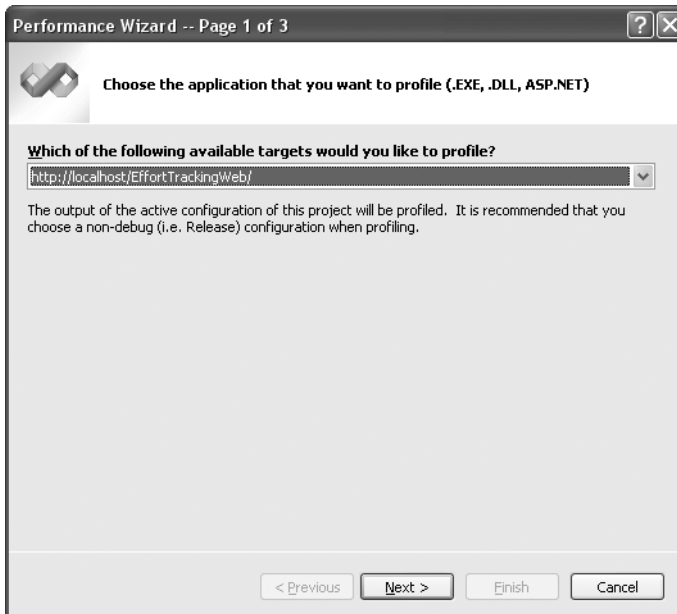 Performance Wizard -- Page 1 of 3
Choose the application that you want to profile (.EXE, .DLL, ASP.NET)
Which of the following available targets would you like to profile?
http://localhost/EffortTrackingWeb/
The output of the active configuration of this project will be profiled. It is recommended that you
choose a non-debug (i.e. Release) configuration when profiling.
< Previous Next > Finish Cancel